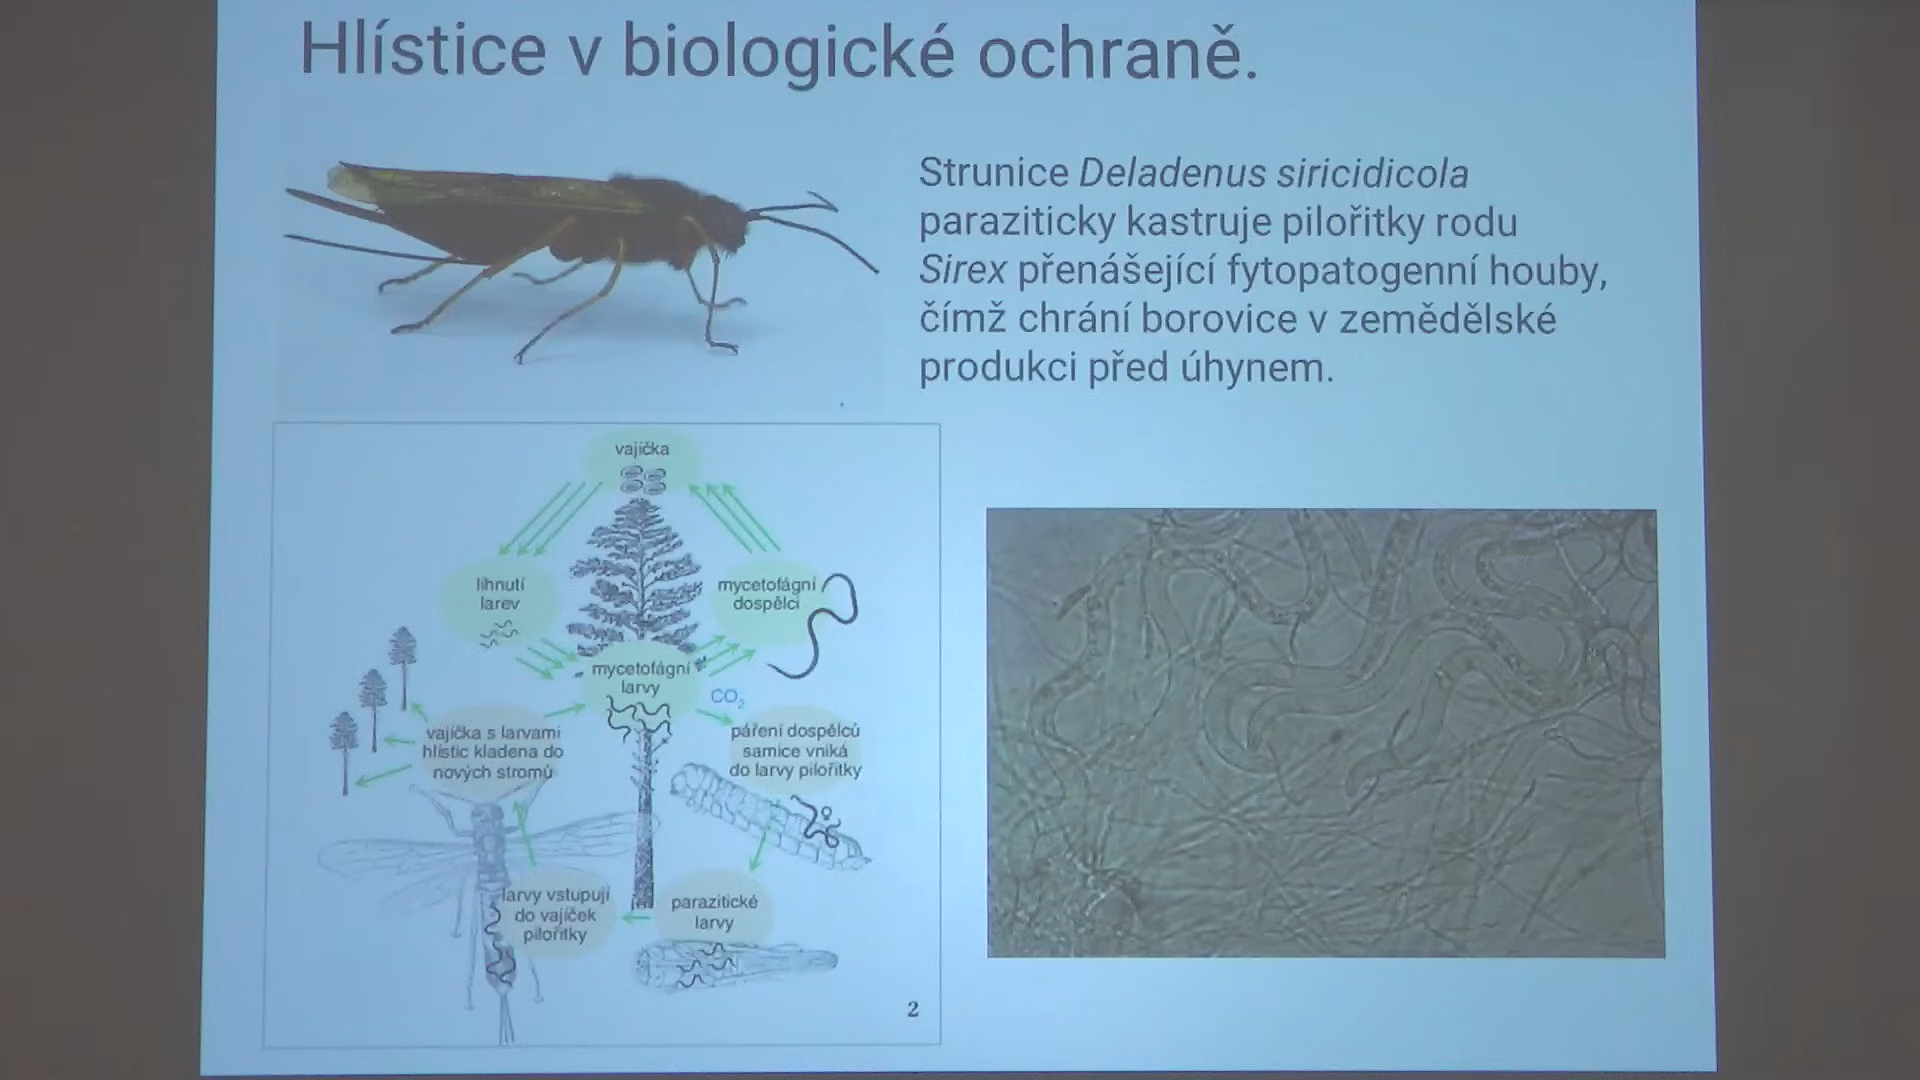 Hlístice v biologické ochraně.
Strunice Deladenus siricidicola
paraziticky kastruje pilořitky rodu
Sirex přenášející fytopatogenní houby,
čímž chrání borovice v zemědělské
produkci před úhynem.
vajíčka
líhnutí
larev
mycetofágní
dospělci
mycetofágní
larvy
CO₂
vajíčka s larvami
hlístic kladena do
nových stromů
páření dospělců
samice vniká
do larvy pilořitky
larvy vstupují
do vajíček
pilořitky
parazitické
larvy
2